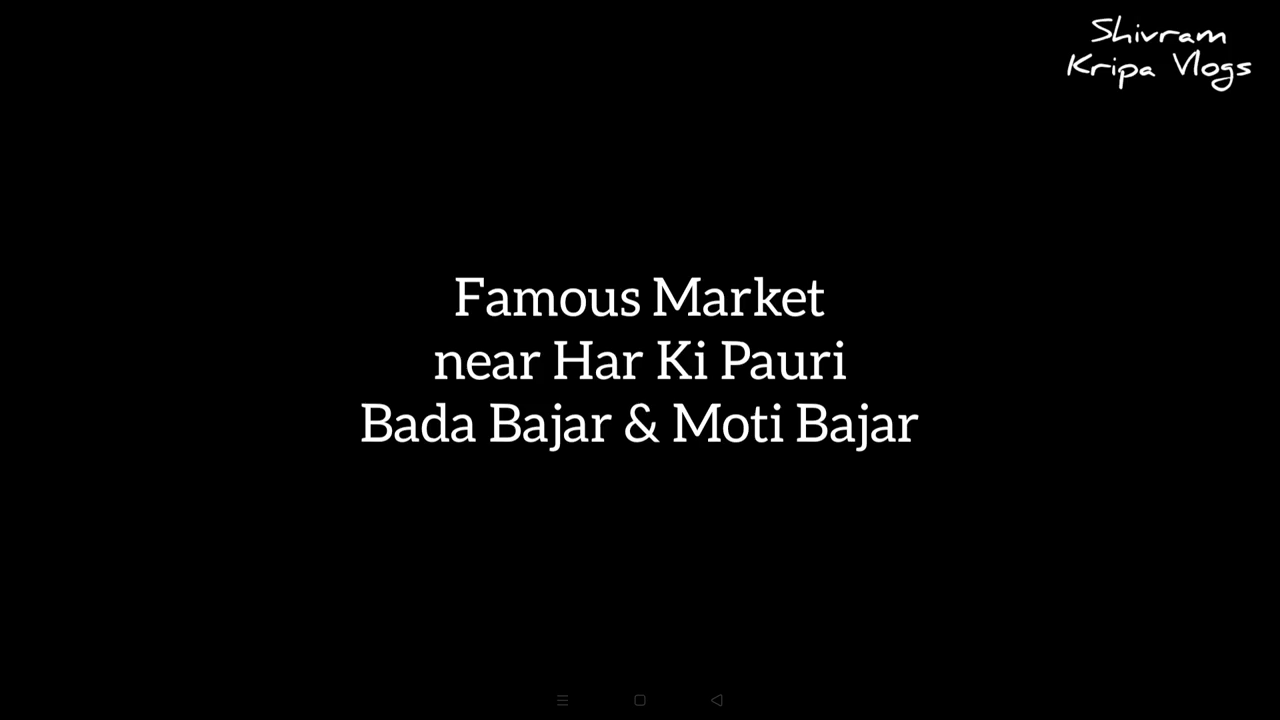 Shivram
Kripa Vlogs
Famous Market
near Har Ki Pauri
Bada Bajar & Moti Bajar